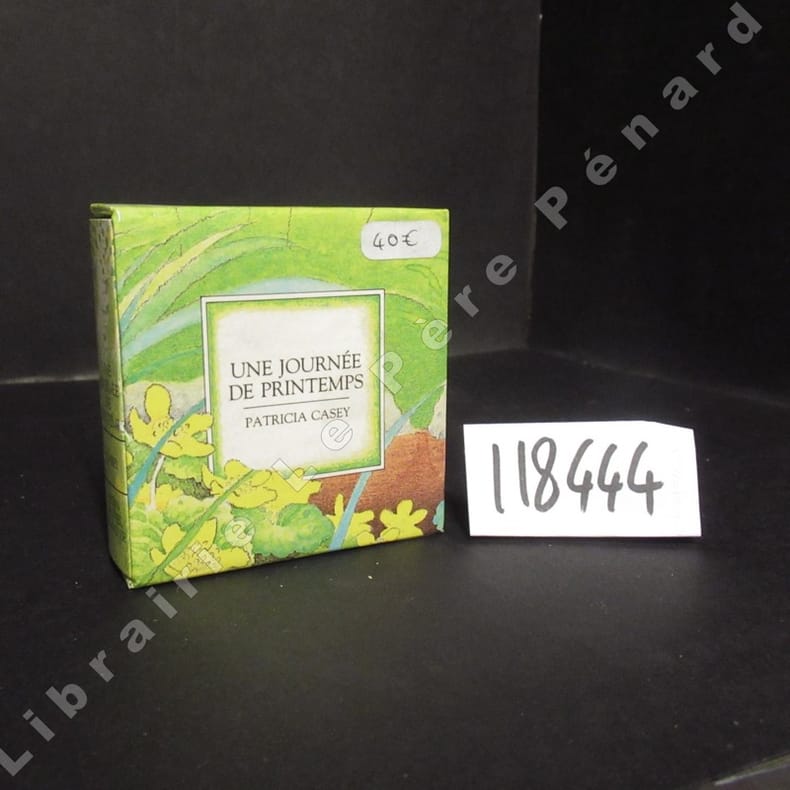 40€
UNE JOURNÉE
DE PRINTEMPS
PATRICIA CASEY
118444
Librairie Le Père Pénard